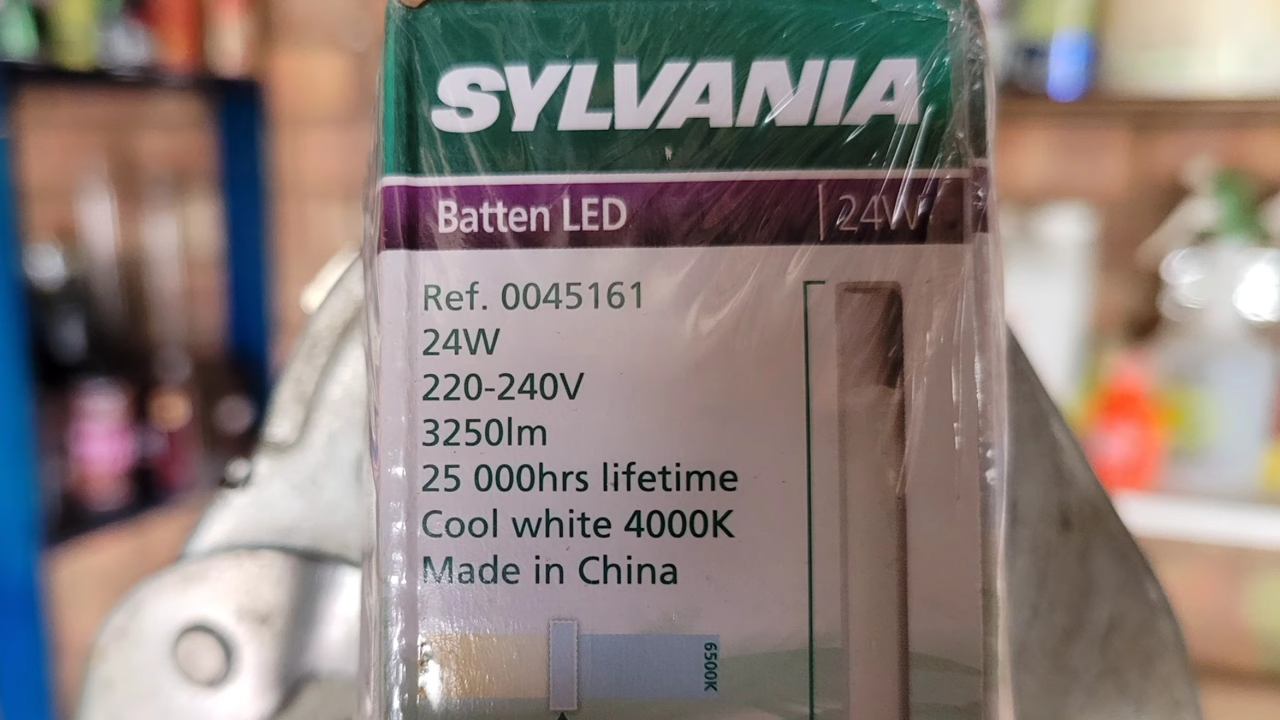 SYLVANIA
Batten LED
24W
Ref. 0045161
24W
220-240V
3250lm
25 000hrs lifetime
Cool white 4000K
Made in China
6500K